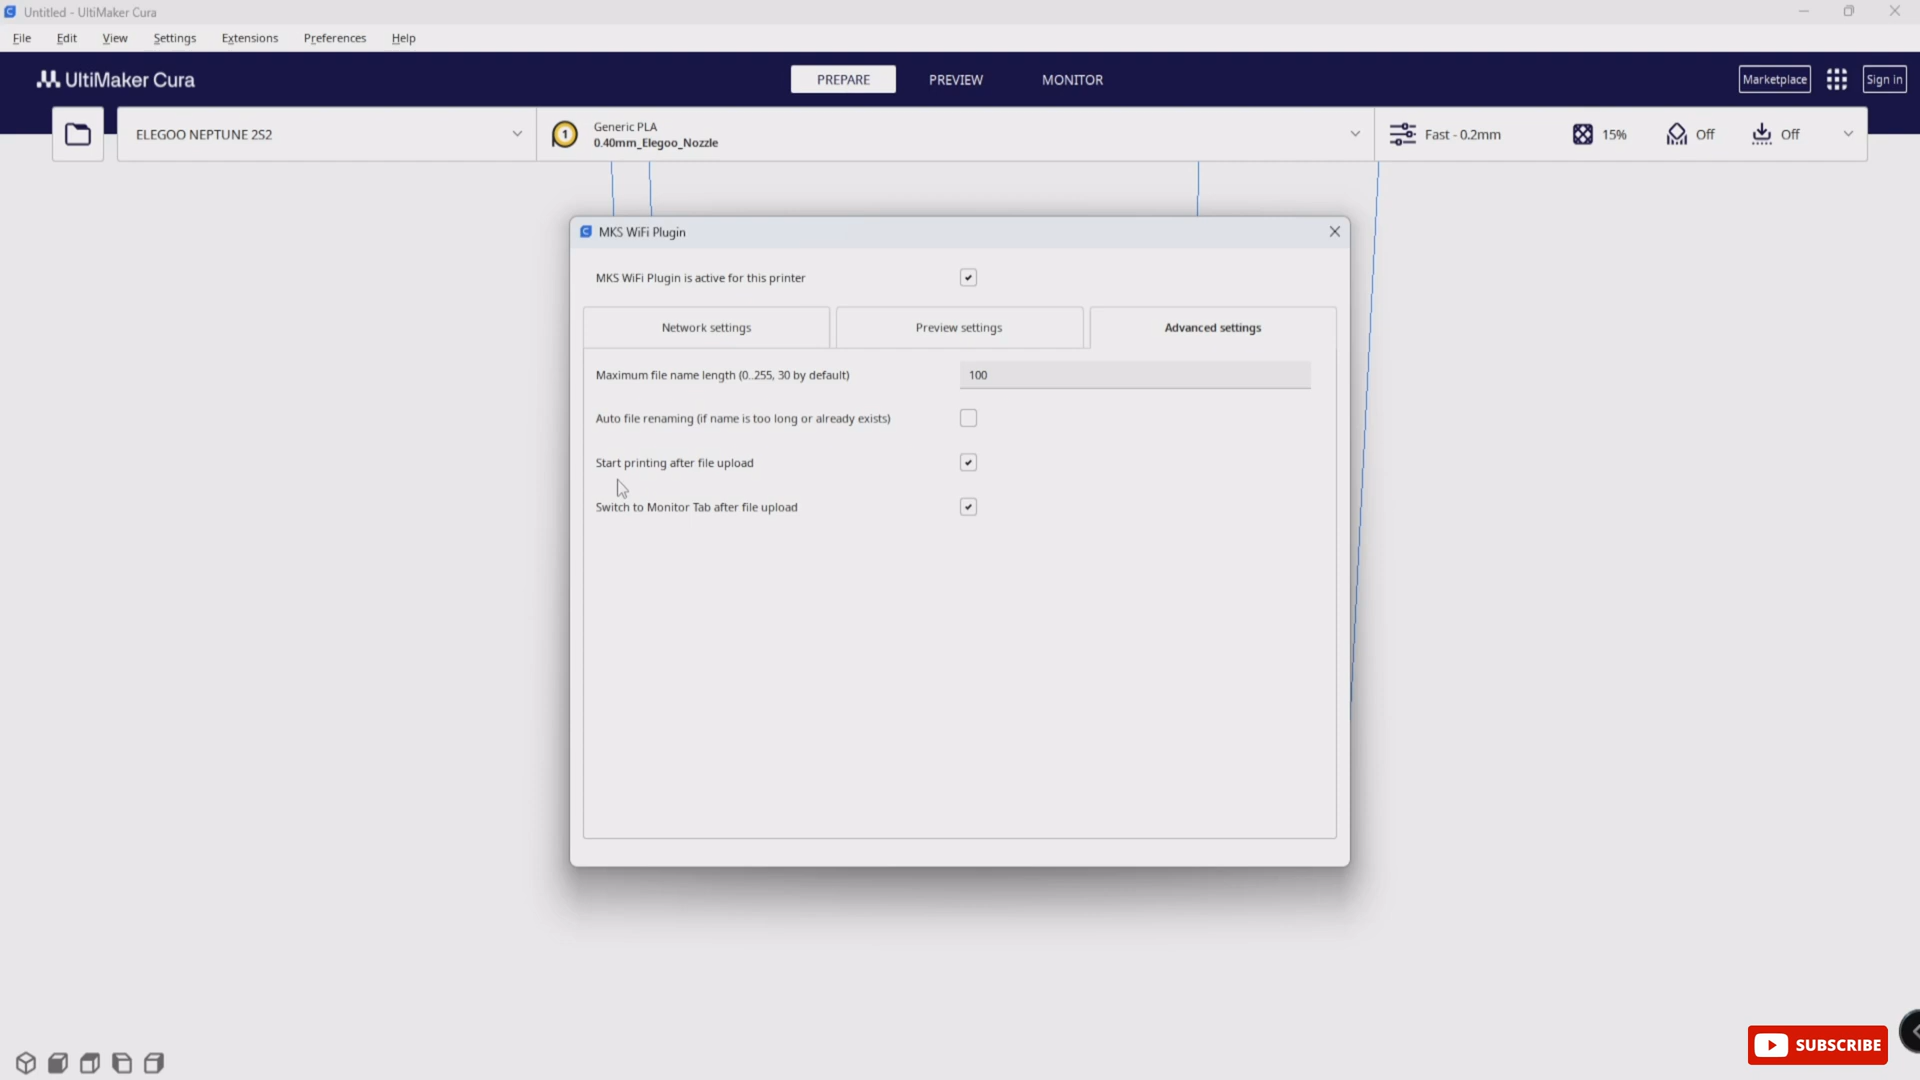 Untitled - UltiMaker Cura
File Edit View Settings Extensions Preferences Help
UltiMaker Cura
PREPARE PREVIEW MONITOR
Marketplace Sign in
ELEGOO NEPTUNE 2S2
1
Generic PLA
0.40mm_Elegoo_Nozzle
Fast - 0.2mm
15%
Off
Off
MKS WiFi Plugin
MKS WiFi Plugin is active for this printer
Network settings Preview settings Advanced settings
Maximum file name length (0..255, 30 by default) 100
Auto file renaming (if name is too long or already exists)
Start printing after file upload
Switch to Monitor Tab after file upload
SUBSCRIBE